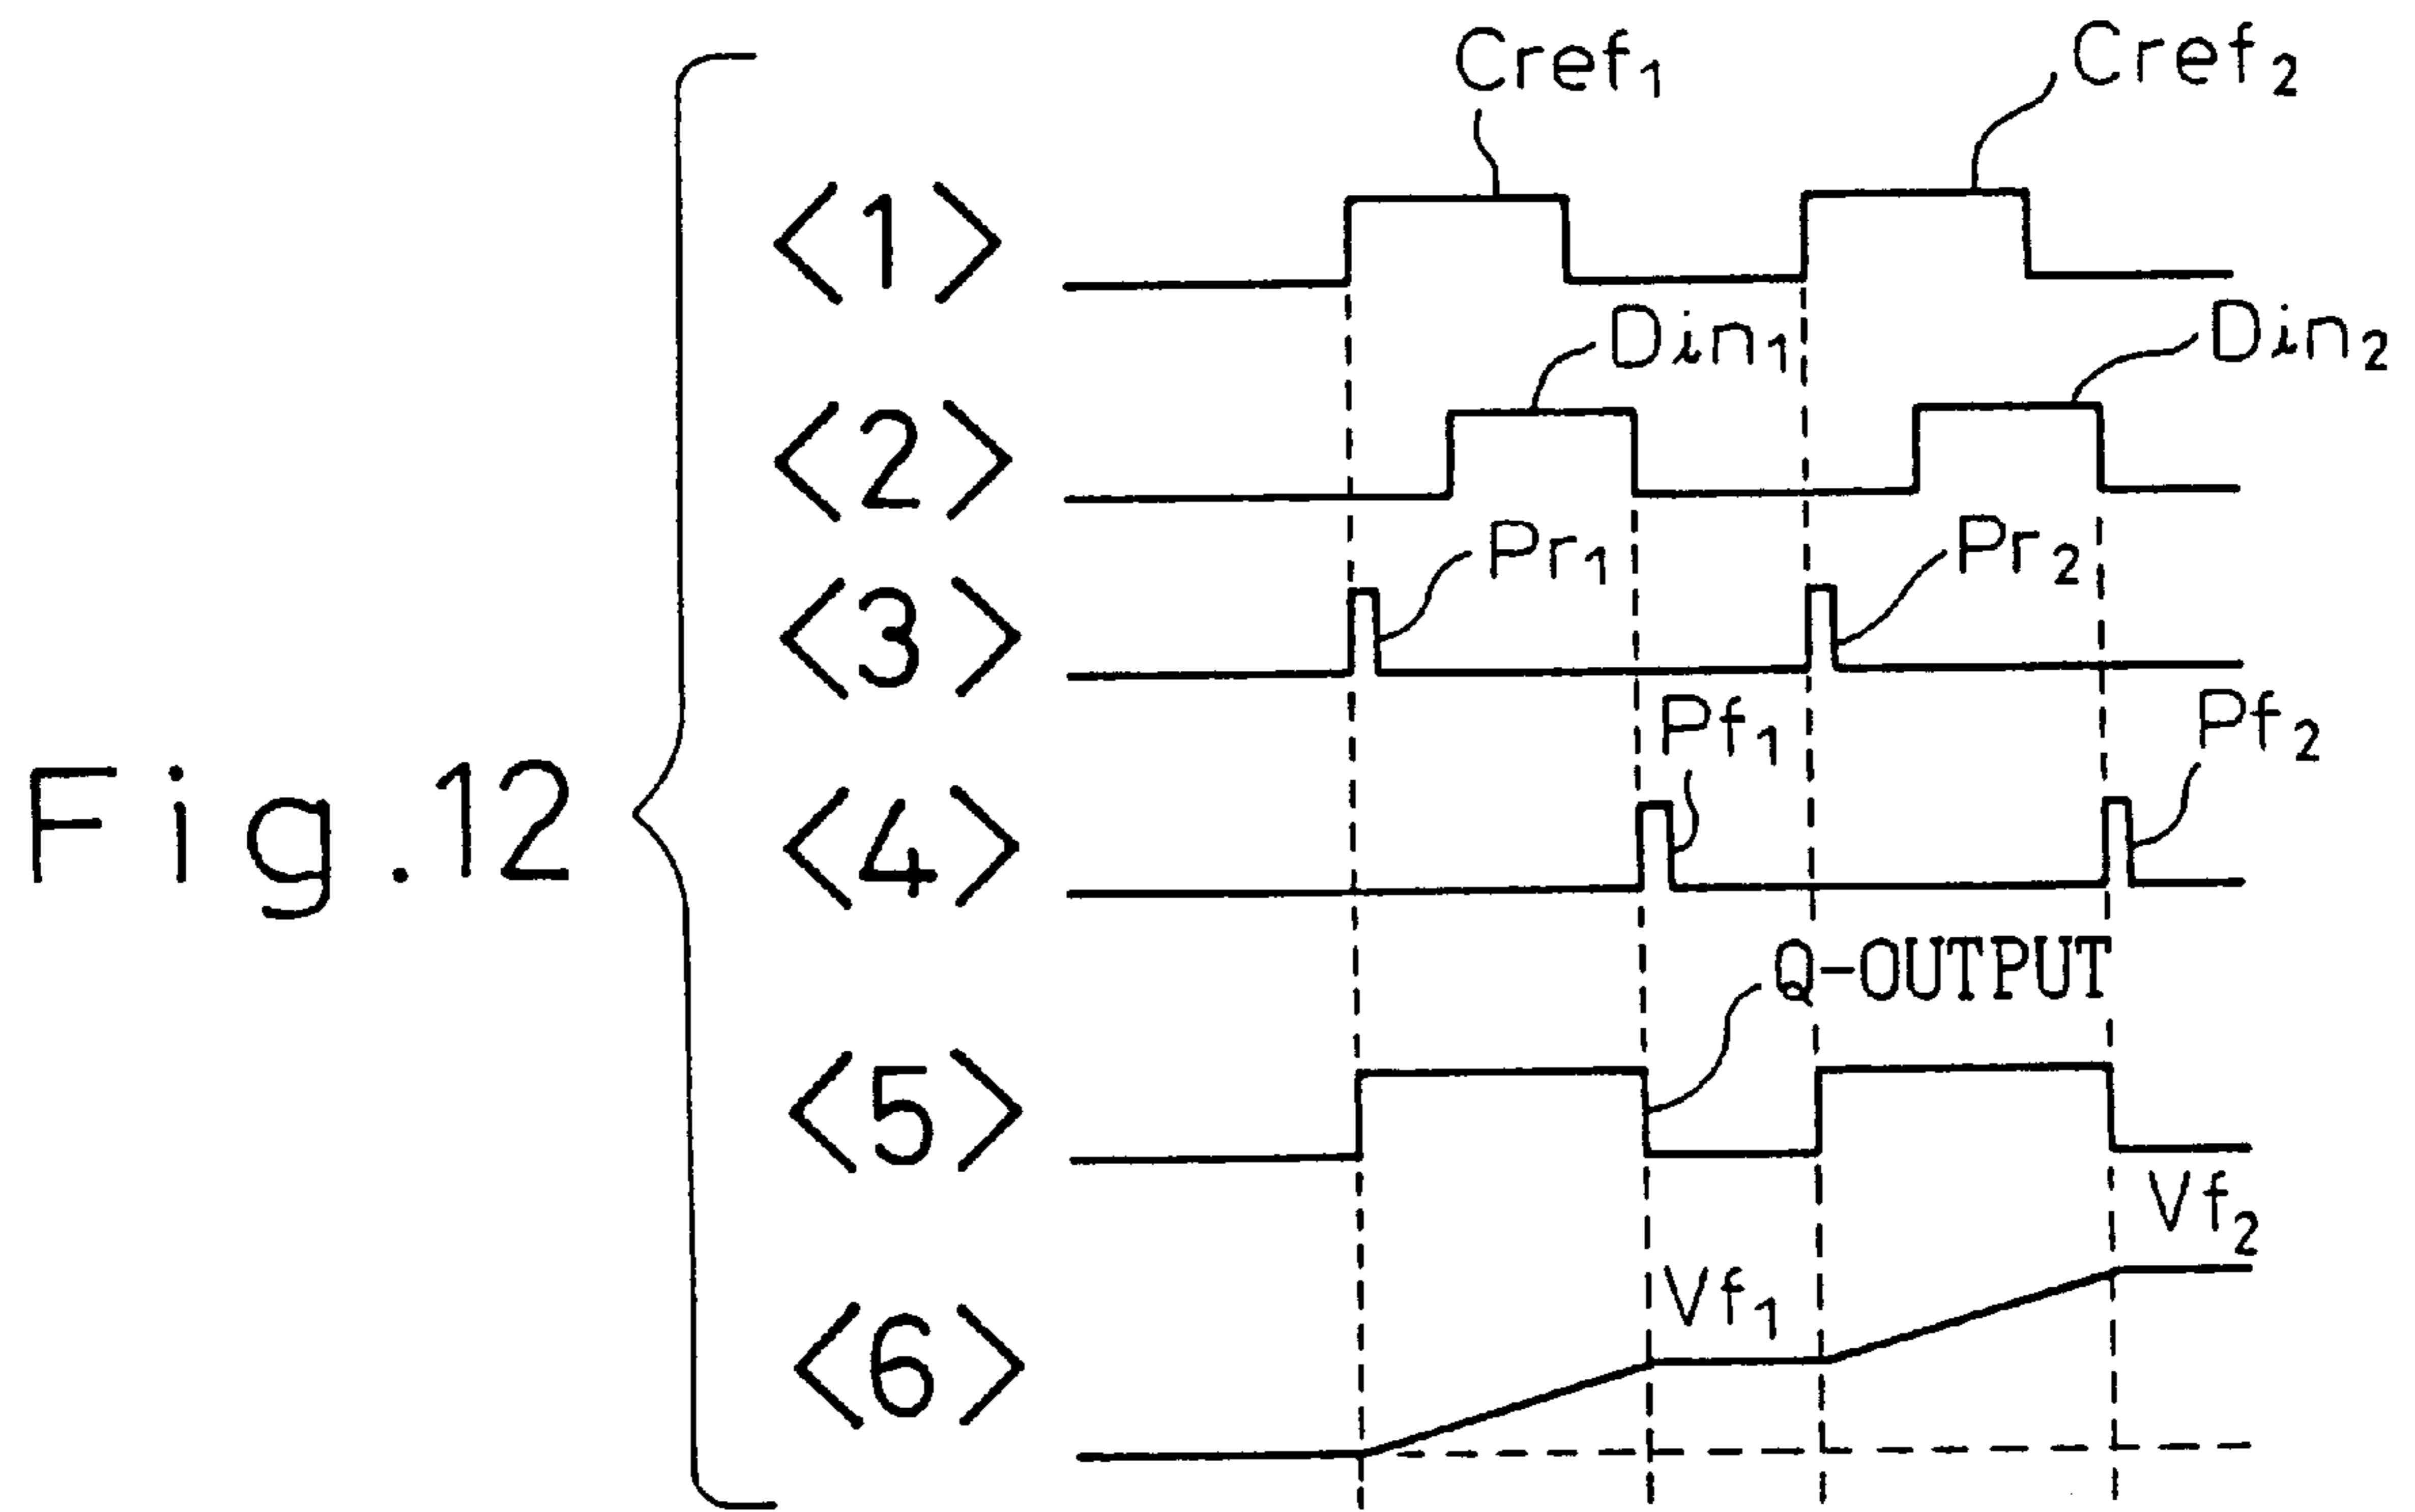 Cref1
Cref2
<1>
Din1
Din2
<2>
Pr1
Pr2
<3>
Pf1
Pf2
Fig.12
<4>
Q-OUTPUT
<5>
Vf2
Vf1
<6>